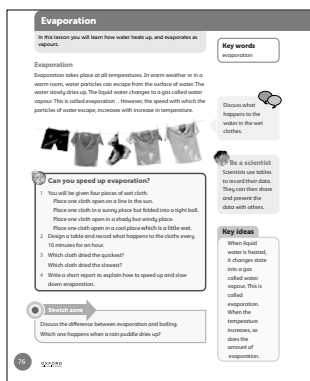 Evaporation
In this lesson you will learn how water heats up, and evaporates as
vapours.
Evaporation
Evaporation takes place at all temperatures. In warm weather or in a
warm room, water particles can escape from the surface of water. The
water slowly dries up. The liquid water changes to a gas called water
vapour. This is called evaporation . However, the speed with which the
particles of water escape, increases with increase in temperature.
Can you speed up evaporation?
1 You will be given four pieces of wet cloth.
Place one cloth open on a line in the sun.
Place one cloth in a sunny place but folded into a tight ball.
Place one cloth open in a shady but windy place.
Place one cloth open in a cool place which is a little wet.
2 Design a table and record what happens to the cloths every
10 minutes for an hour.
3 Which cloth dried the quickest?
Which cloth dried the slowest?
4 Write a short report to explain how to speed up and slow
down evaporation.
Stretch zone
Discuss the difference between evaporation and boiling.
Which one happens when a rain puddle dries up?
Key words
evaporation
Discuss what
happens to the
water in the wet
clothes.
Be a scientist
Scientists use tables
to record their data.
They can then share
and present the
data with others.
Key ideas
When liquid
water is heated,
it changes state
into a gas
called water
vapour. This is
called
evaporation.
When the
temperature
increases, so
does the
amount of
evaporation.
76
OXFORD